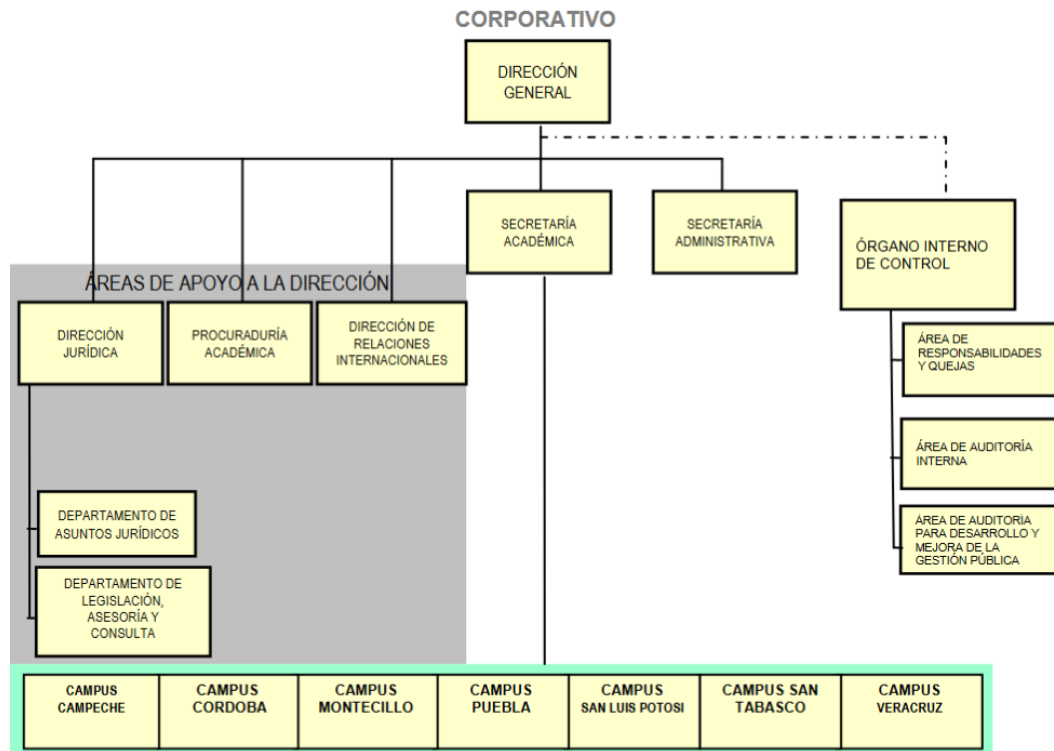 CORPORATIVO
DIRECCIÓN
GENERAL
SECRETARÍA
ACADÉMICA
SECRETARÍA
ADMINISTRATIVA
ÓRGANO INTERNO
DE CONTROL
ÁREAS DE APOYO A LA DIRECCIÓN
DIRECCIÓN
JURÍDICA
PROCURADURÍA
ACADÉMICA
DIRECCIÓN DE
RELACIONES
INTERNACIONALES
ÁREA DE
RESPONSABILIDADES
Y QUEJAS
ÁREA DE AUDITORÍA
INTERNA
ÁREA DE AUDITORÍA
PARA DESARROLLO Y
MEJORA DE LA
GESTIÓN PÚBLICA
DEPARTAMENTO DE
ASUNTOS JURÍDICOS
DEPARTAMENTO DE
LEGISLACIÓN,
ASESORÍA Y
CONSULTA
CAMPUS
CAMPECHE
CAMPUS
CORDOBA
CAMPUS
MONTECILLO
CAMPUS
PUEBLA
CAMPUS
SAN LUIS POTOSI
CAMPUS SAN
TABASCO
CAMPUS
VERACRUZ